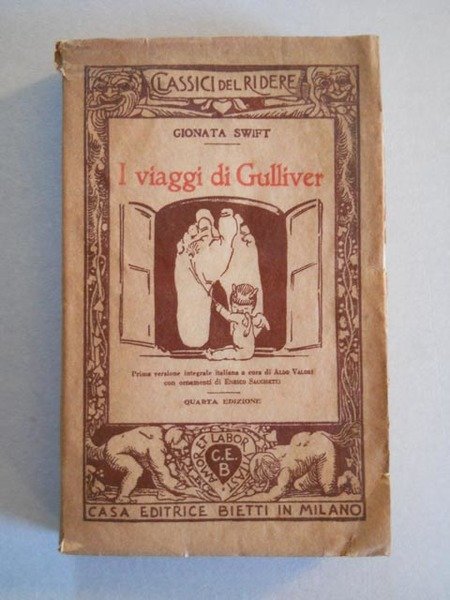 CLASSICI DEL RIDERE
GIONATA SWIFT
I viaggi di Gulliver
Prima versione integrale italiana a cura di ALDO VALORI
con ornamenti di ENRICO SACCHETTI
QUARTA EDIZIONE
AMOR ET LABOR VITAST
C.E.
B
CASA EDITRICE BIETTI IN MILANO